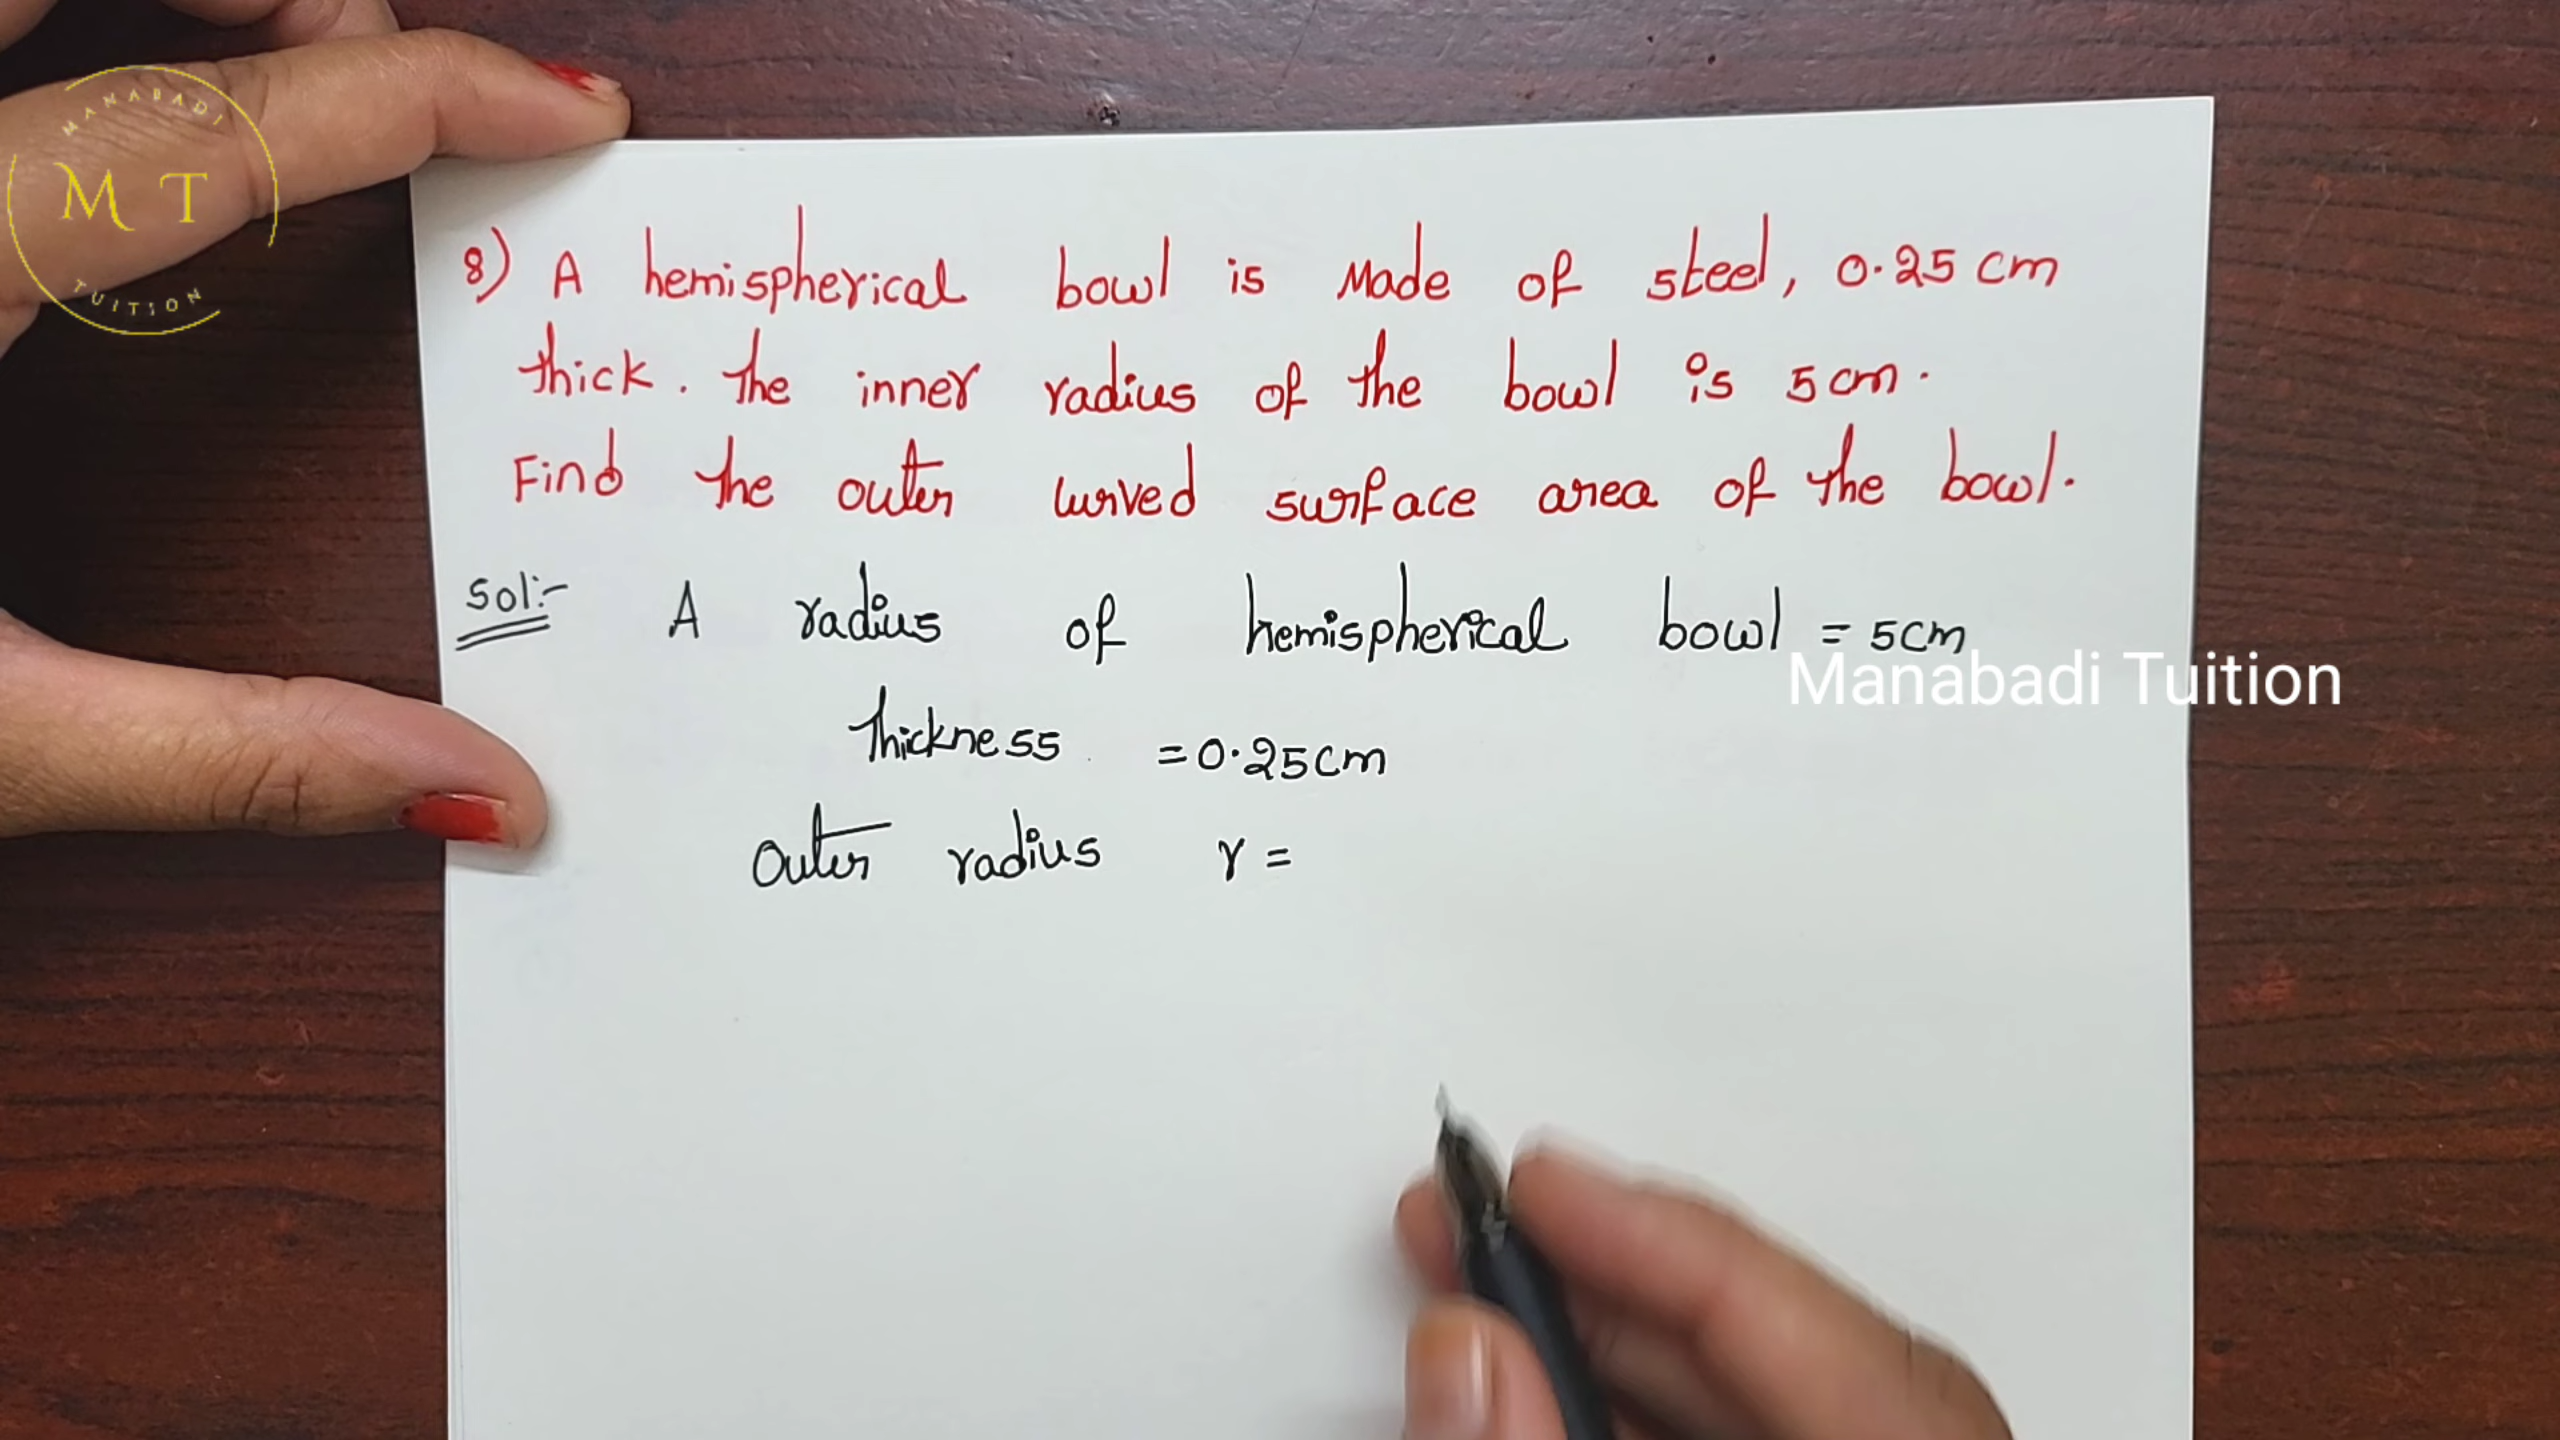 MANABADI
M T
TUITION
8) A hemispherical bowl is Made of steel, 0.25 cm
thick. The inner radius of the bowl is 5 cm.
Find the outer curved surface area of the bowl.
Sol:- A radius of hemispherical bowl = 5cm
Manabadi Tuition
Thickness = 0.25cm
Outer radius r =